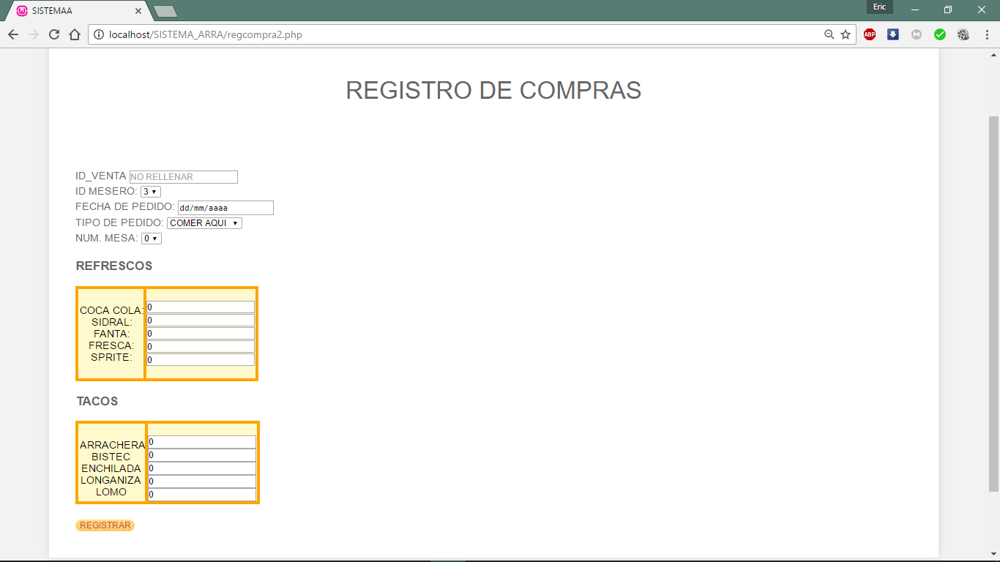 SISTEMAA
Eric
localhost/SISTEMA_ARRA/regcompra2.php
ABP
M
REGISTRO DE COMPRAS
ID_VENTA NO RELLENAR
ID MESERO: 3
FECHA DE PEDIDO: dd/mm/aaaa
TIPO DE PEDIDO: COMER AQUI
NUM. MESA: 0
REFRESCOS
COCA COLA: 0
SIDRAL: 0
FANTA: 0
FRESCA: 0
SPRITE: 0
TACOS
ARRACHERA 0
BISTEC 0
ENCHILADA 0
LONGANIZA 0
LOMO 0
REGISTRAR